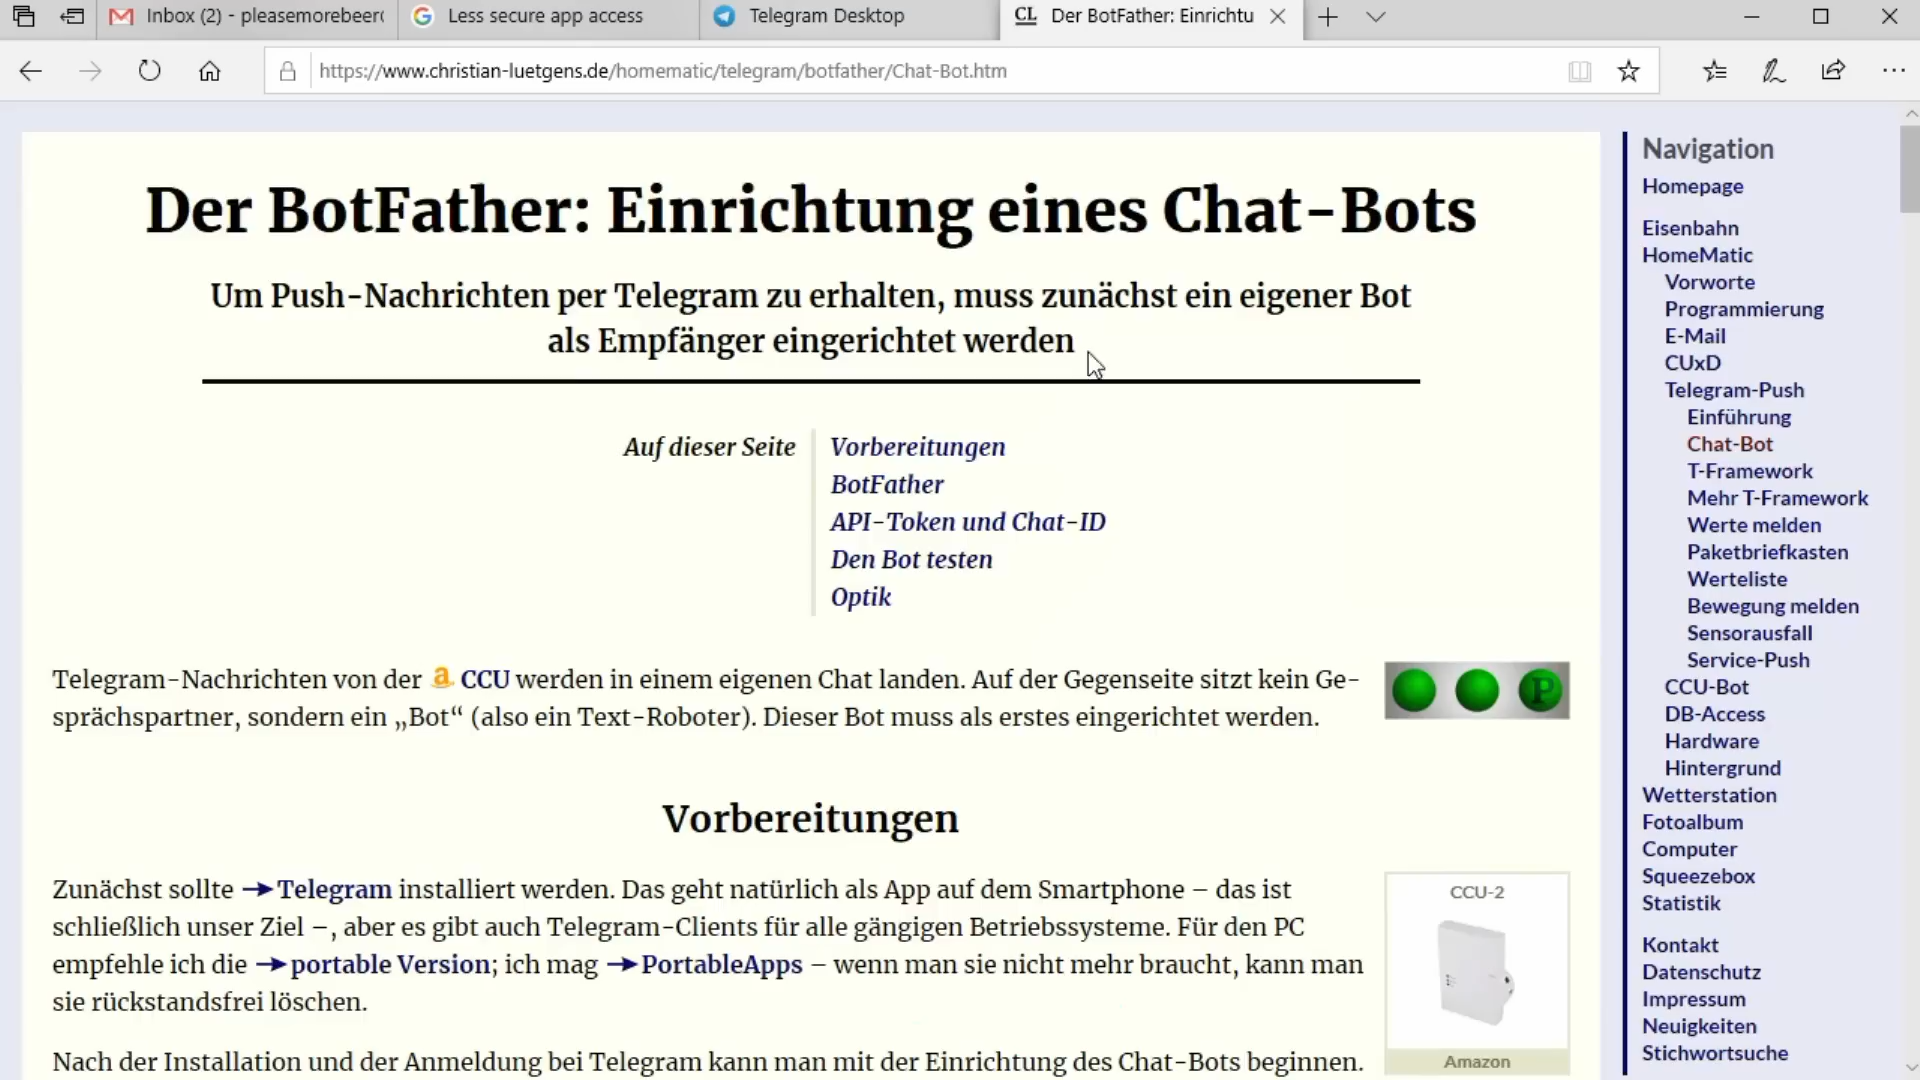 Inbox (2) - pleasemorebeer
Less secure app access
Telegram Desktop
CL Der BotFather: Einrichtu
https://www.christian-luetgens.de/homematic/telegram/botfather/Chat-Bot.htm
Der BotFather: Einrichtung eines Chat-Bots
Um Push-Nachrichten per Telegram zu erhalten, muss zunächst ein eigener Bot
als Empfänger eingerichtet werden
Auf dieser Seite
Vorbereitungen
BotFather
API-Token und Chat-ID
Den Bot testen
Optik
Telegram-Nachrichten von der a CCU werden in einem eigenen Chat landen. Auf der Gegenseite sitzt kein Ge-
sprächspartner, sondern ein „Bot“ (also ein Text-Roboter). Dieser Bot muss als erstes eingerichtet werden.
P
Vorbereitungen
Zunächst sollte → Telegram installiert werden. Das geht natürlich als App auf dem Smartphone – das ist
schließlich unser Ziel –, aber es gibt auch Telegram-Clients für alle gängigen Betriebssysteme. Für den PC
empfehle ich die → portable Version; ich mag → PortableApps – wenn man sie nicht mehr braucht, kann man
sie rückstandsfrei löschen.
Nach der Installation und der Anmeldung bei Telegram kann man mit der Einrichtung des Chat-Bots beginnen.
CCU-2
Amazon
Navigation
Homepage
Eisenbahn
HomeMatic
Vorworte
Programmierung
E-Mail
CUxD
Telegram-Push
Einführung
Chat-Bot
T-Framework
Mehr T-Framework
Werte melden
Paketbriefkasten
Werteliste
Bewegung melden
Sensorausfall
Service-Push
CCU-Bot
DB-Access
Hardware
Hintergrund
Wetterstation
Fotoalbum
Computer
Squeezebox
Statistik
Kontakt
Datenschutz
Impressum
Neuigkeiten
Stichwortsuche